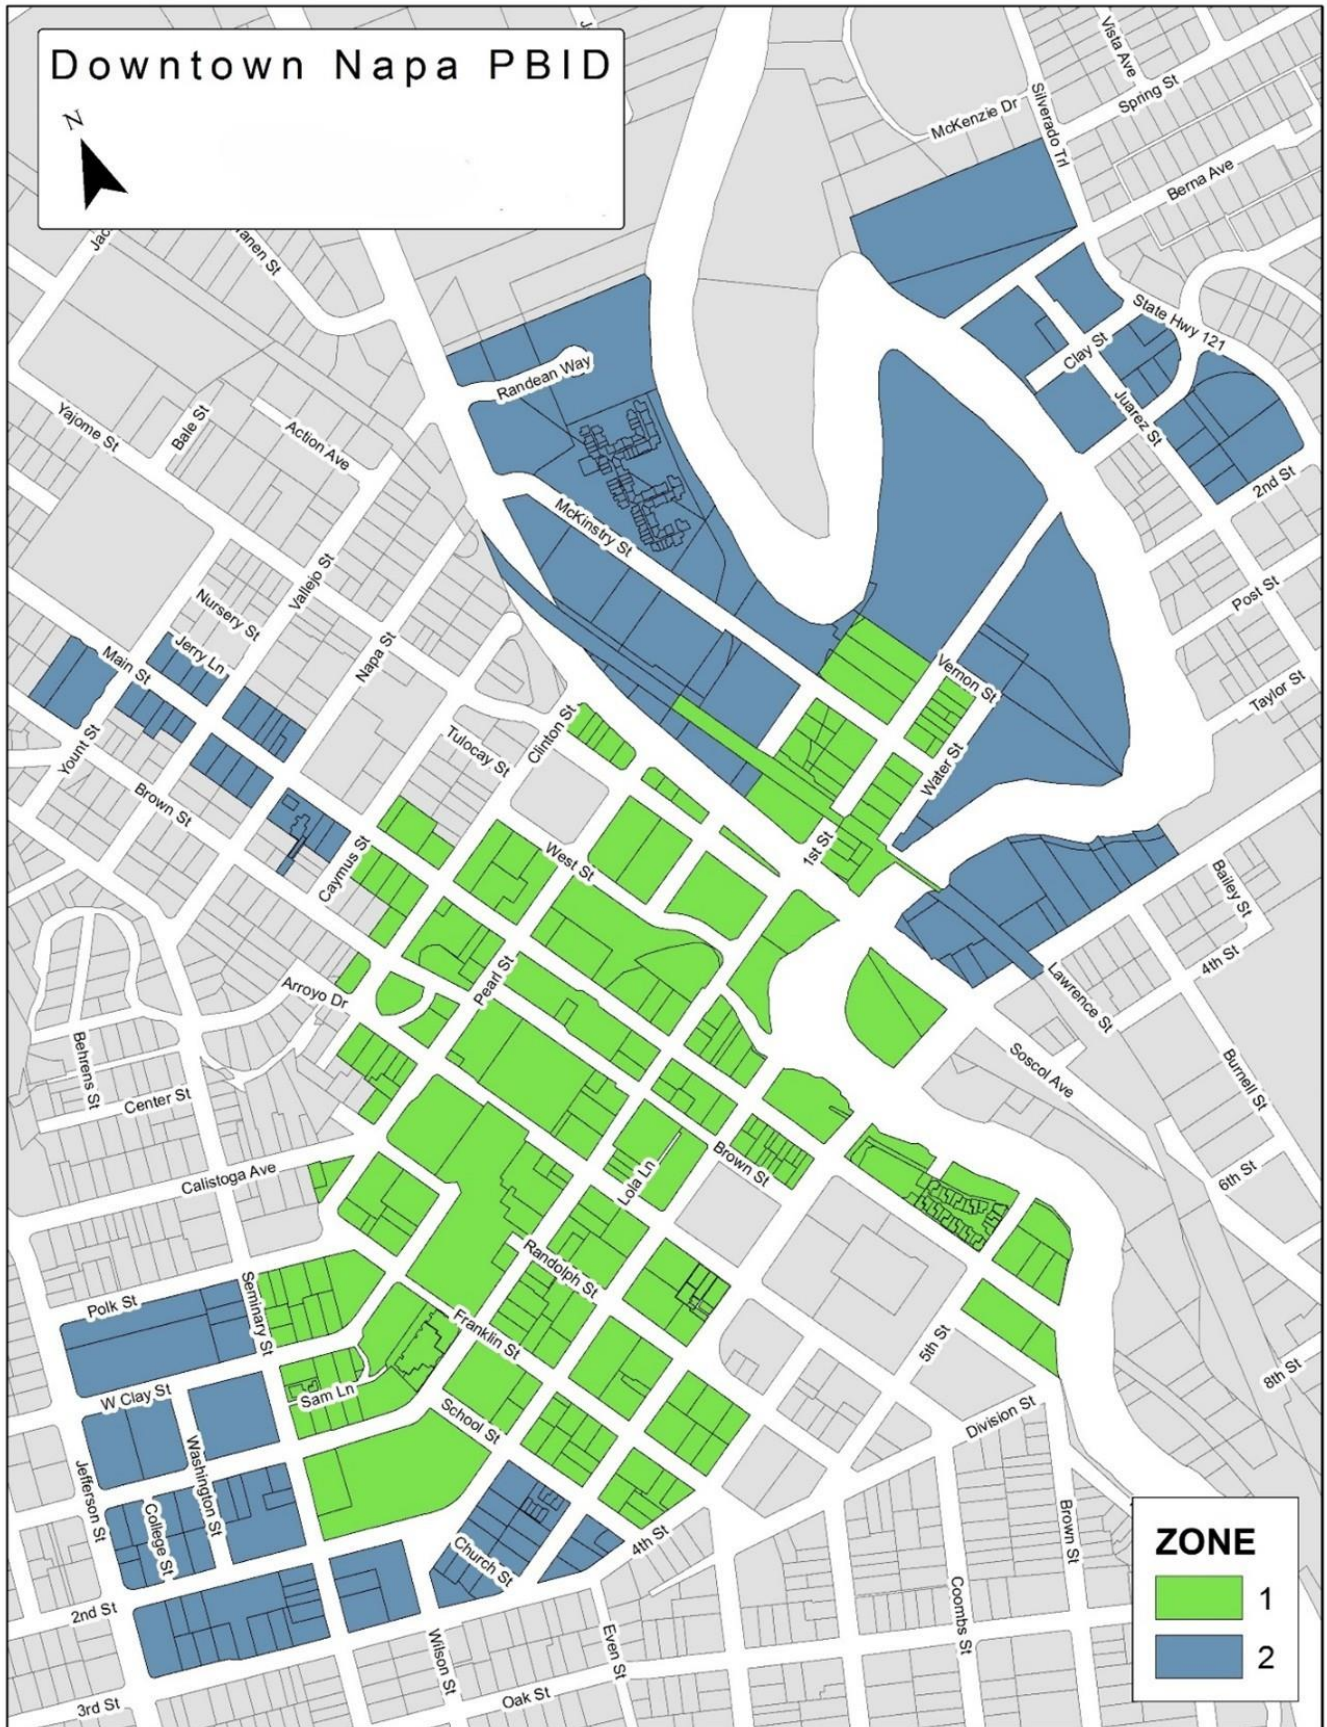 Downtown Napa PBID
N
Vista Ave
Spring St
McKenzie Dr
Silverado Trl
Berna Ave
State Hwy 121
Clay St
Juarez St
2nd St
Randean Way
Yajome St
Bale St
Action Ave
McKinstry St
Vallejo St
Nursery St
Post St
Jerry Ln
Main St
Napa St
Vernon St
Taylor St
Yount St
Tulocay St
Clinton St
Water St
Brown St
1st St
Caymus St
West St
Bailey St
4th St
Pearl St
Arroyo Dr
Lawrence St
Soscol Ave
Behrens St
Center St
Burnell St
Brown St
Lola Ln
6th St
Calistoga Ave
Randolph St
Polk St
Seminary St
Franklin St
5th St
8th St
W Clay St
Sam Ln
School St
Division St
Jefferson St
Washington St
College St
4th St
Church St
Brown St
2nd St
Coombs St
Wilson St
Even St
3rd St
Oak St
ZONE
1
2